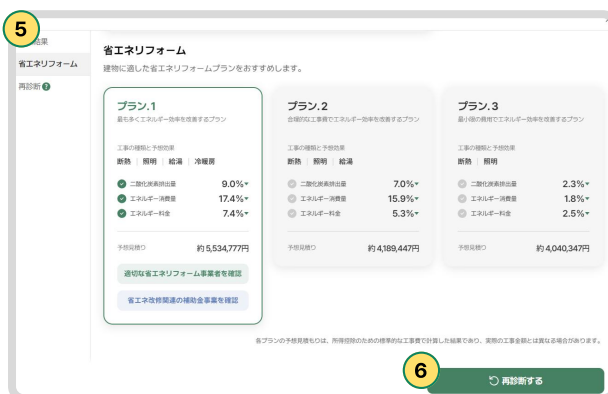 5
結果
省エネリフォーム
再診断 ?
省エネリフォーム
建物に適した省エネリフォームプランをおすすめします。
プラン.1
最も多くエネルギー効率を改善するプラン
工事の種類と予想効果
断熱 | 照明 | 給湯 | 冷暖房
二酸化炭素排出量 9.0%▼
エネルギー消費量 17.4%▼
エネルギー料金 7.4%▼
予想見積り 約 5,534,777円
適切な省エネリフォーム事業者を確認
省エネ改修関連の補助金事業を確認
プラン.2
合理的な工事費でエネルギー効率を改善するプラン
工事の種類と予想効果
断熱 | 照明 | 給湯
二酸化炭素排出量 7.0%▼
エネルギー消費量 15.9%▼
エネルギー料金 5.3%▼
予想見積り 約 4,189,447円
プラン.3
最小限の費用でエネルギー効率を改善するプラン
工事の種類と予想効果
断熱 | 照明
二酸化炭素排出量 2.3%▼
エネルギー消費量 1.8%▼
エネルギー料金 2.5%▼
予想見積り 約 4,040,347円
各プランの予想見積もりは、所得控除のための標準的な工事費で計算した結果であり、実際の工事金額とは異なる場合があります。
6
再診断する